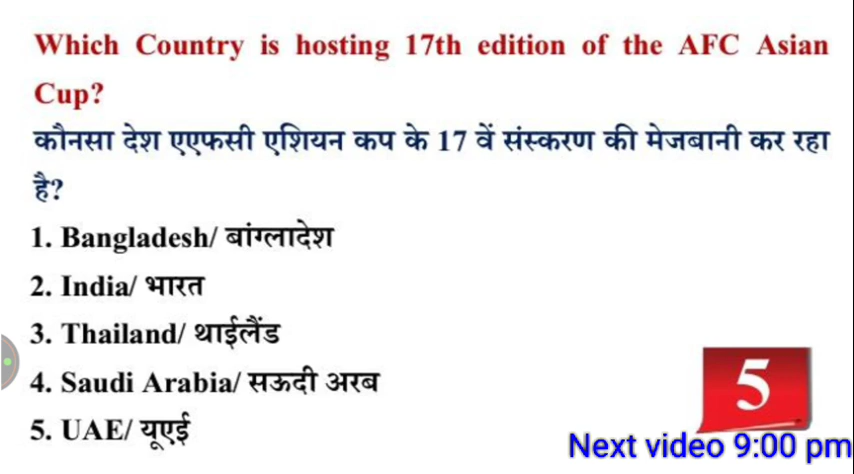 Which Country is hosting 17th edition of the AFC Asian
Cup?
कौनसा देश एएफसी एशियन कप के 17 वें संस्करण की मेजबानी कर रहा
है?
1. Bangladesh/ बांग्लादेश
2. India/ भारत
3. Thailand/ थाईलैंड
4. Saudi Arabia/ सऊदी अरब
5. UAE/ यूएई
5
Next video 9:00 pm